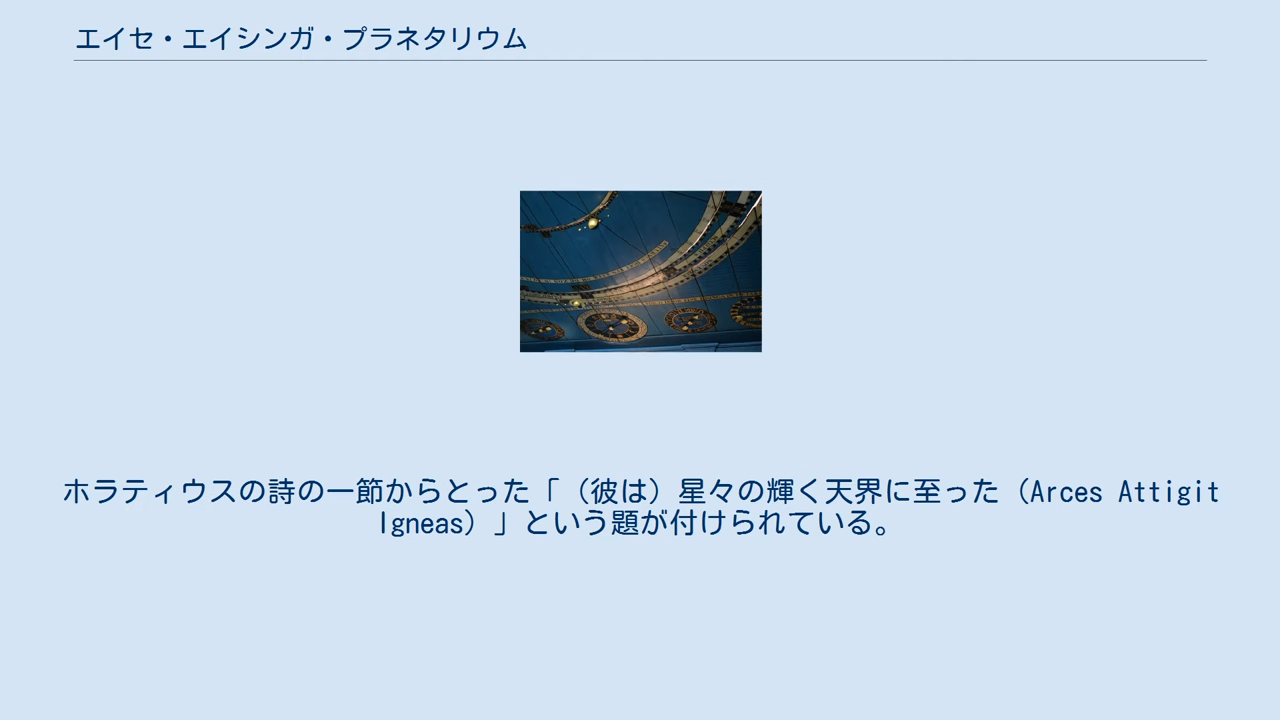 エイセ・エイシンガ・プラネタリウム
ホラティウスの詩の一節からとった「（彼は）星々の輝く天界に至った（Arces Attigit
Igneas）」という題が付けられている。